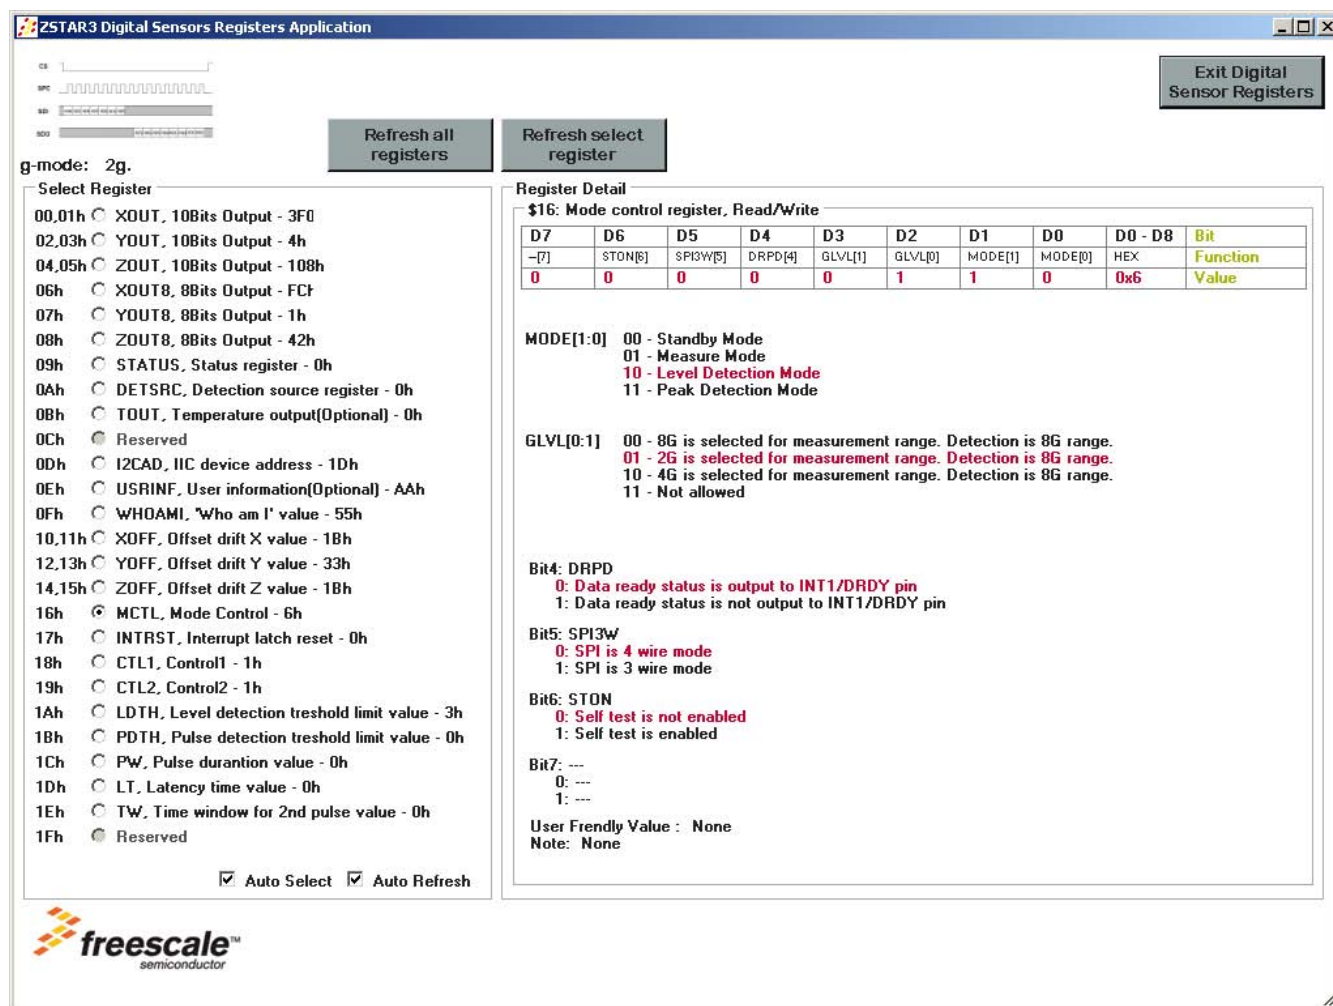 ZSTAR3 Digital Sensors Registers Application
CS
SPC
SDI
SDO
Exit Digital
Sensor Registers
Refresh all
registers
Refresh select
register
g-mode: 2g.
Select Register
00,01h XOUT, 10Bits Output - 3F0
02,03h YOUT, 10Bits Output - 4h
04,05h ZOUT, 10Bits Output - 108h
06h XOUT8, 8Bits Output - FCh
07h YOUT8, 8Bits Output - 1h
08h ZOUT8, 8Bits Output - 42h
09h STATUS, Status register - 0h
0Ah DETSRC, Detection source register - 0h
0Bh TOUT, Temperature output(Optional) - 0h
0Ch Reserved
0Dh I2CAD, IIC device address - 1Dh
0Eh USRINF, User information(Optional) - AAh
0Fh WHOAMI, 'Who am I' value - 55h
10,11h XOFF, Offset drift X value - 1Bh
12,13h YOFF, Offset drift Y value - 33h
14,15h ZOFF, Offset drift Z value - 1Bh
16h MCTL, Mode Control - 6h
17h INTRST, Interrupt latch reset - 0h
18h CTL1, Control1 - 1h
19h CTL2, Control2 - 1h
1Ah LDTH, Level detection treshold limit value - 3h
1Bh PDTH, Pulse detection treshold limit value - 0h
1Ch PW, Pulse durantion value - 0h
1Dh LT, Latency time value - 0h
1Eh TW, Time window for 2nd pulse value - 0h
1Fh Reserved
Auto Select Auto Refresh
Register Detail
$16: Mode control register, Read/Write
D7 D6 D5 D4 D3 D2 D1 D0 D0 - D8 Bit
--[7] STON[6] SPI3W[5] DRPD[4] GLVL[1] GLVL[0] MODE[1] MODE[0] HEX Function
0 0 0 0 0 1 1 0 0x6 Value
MODE[1:0] 00 - Standby Mode
01 - Measure Mode
10 - Level Detection Mode
11 - Peak Detection Mode
GLVL[0:1] 00 - 8G is selected for measurement range. Detection is 8G range.
01 - 2G is selected for measurement range. Detection is 8G range.
10 - 4G is selected for measurement range. Detection is 8G range.
11 - Not allowed
Bit4: DRPD
0: Data ready status is output to INT1/DRDY pin
1: Data ready status is not output to INT1/DRDY pin
Bit5: SPI3W
0: SPI is 4 wire mode
1: SPI is 3 wire mode
Bit6: STON
0: Self test is not enabled
1: Self test is enabled
Bit7: ---
0: ---
1: ---
User Frendly Value : None
Note: None
freescale™
semiconductor